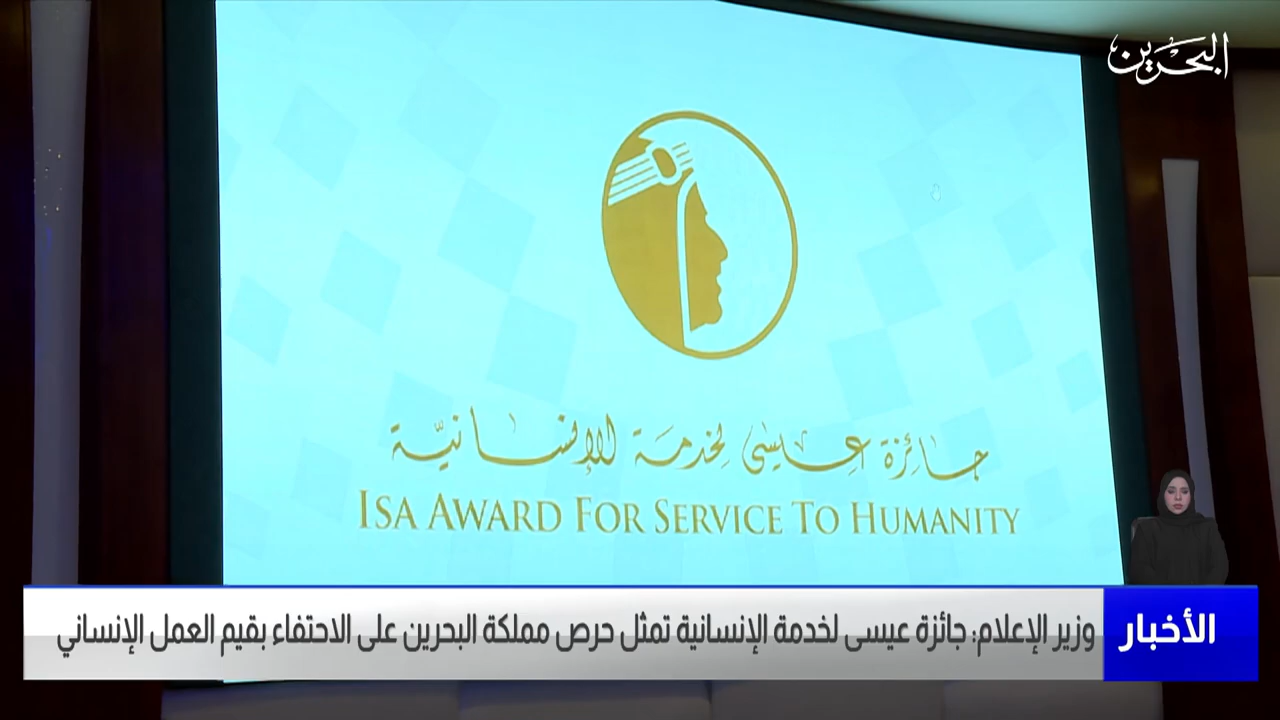 البحرين
جائزة عيسى لخدمة الإنسانيّة
ISA AWARD FOR SERVICE TO HUMANITY
الأخبار
وزير الإعلام: جائزة عيسى لخدمة الإنسانية تمثل حرص مملكة البحرين على الاحتفاء بقيم العمل الإنساني